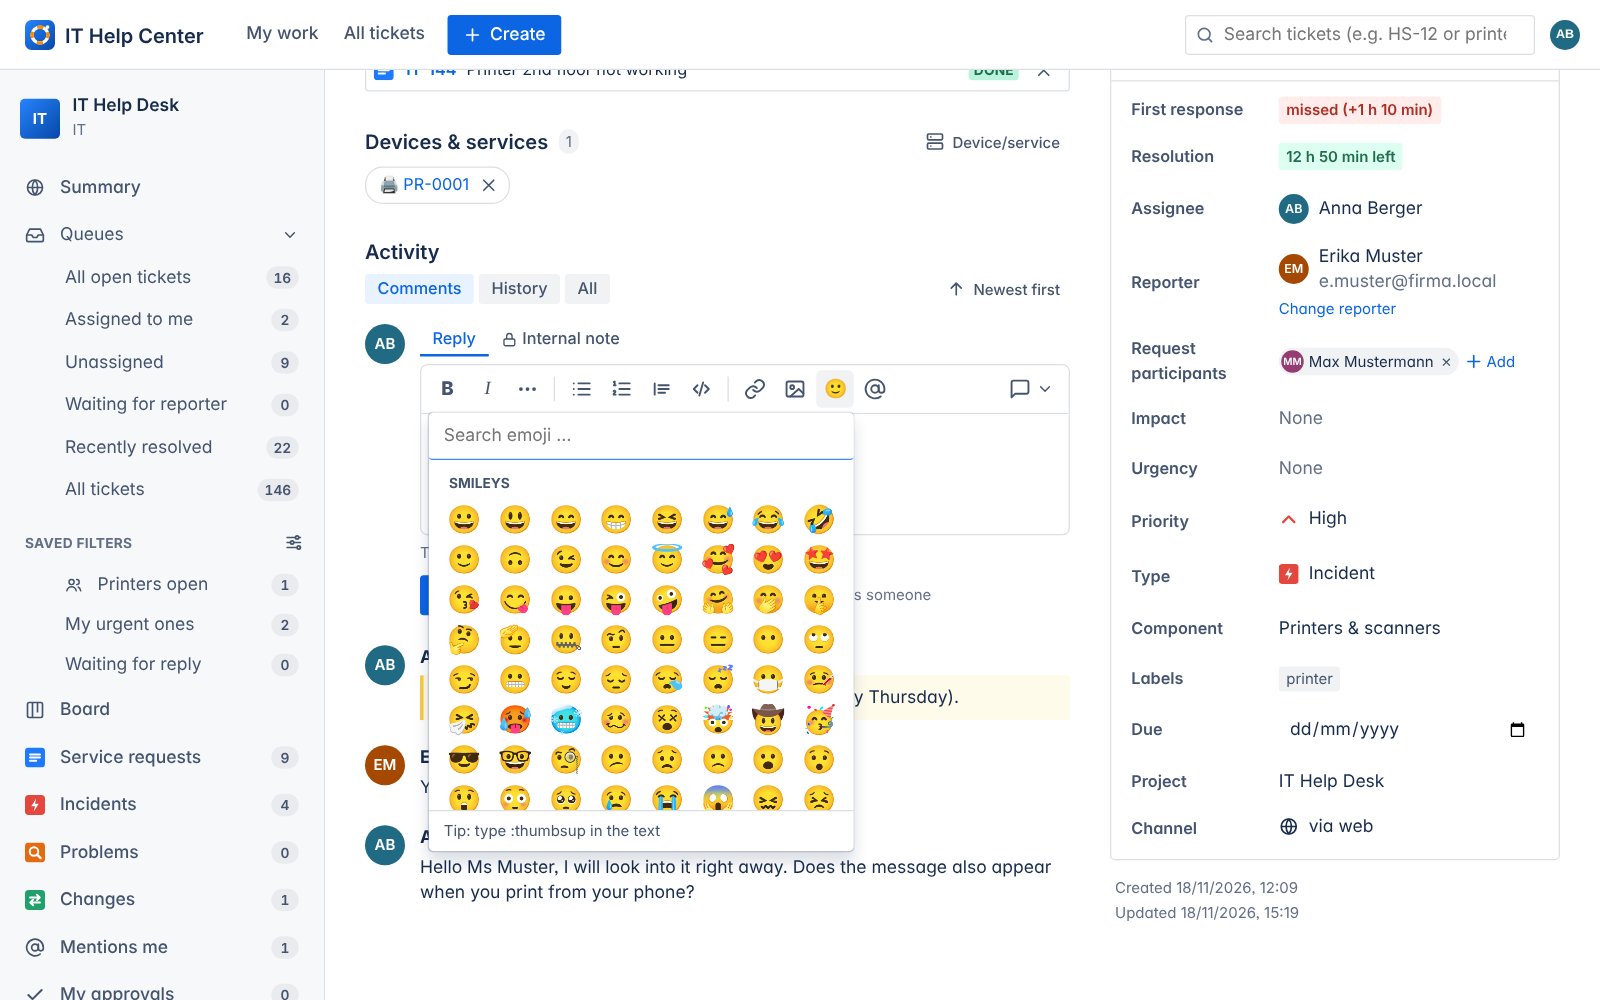 IT Help Center
My work
All tickets
Create
Search tickets (e.g. HS-12 or printe
AB
IT
IT Help Desk
IT
Summary
Queues
All open tickets 16
Assigned to me 2
Unassigned 9
Waiting for reporter 0
Recently resolved 22
All tickets 146
SAVED FILTERS
Printers open 1
My urgent ones 2
Waiting for reply 0
Board
Service requests 9
Incidents 4
Problems 0
Changes 1
Mentions me 1
My approvals 0
Printer 2nd floor not working
DONE
Devices & services 1
Device/service
PR-0001
Activity
Comments
History
All
Newest first
AB
Reply
Internal note
B I
Search emoji ...
SMILEYS
Tip: type :thumbsup in the text
s someone
AB
y Thursday).
EM
AB
Hello Ms Muster, I will look into it right away. Does the message also appear
when you print from your phone?
First response missed (+1 h 10 min)
Resolution 12 h 50 min left
Assignee AB Anna Berger
Reporter EM Erika Muster
e.muster@firma.local
Change reporter
Request
participants
MM Max Mustermann × + Add
Impact None
Urgency None
Priority High
Type Incident
Component Printers & scanners
Labels printer
Due dd/mm/yyyy
Project IT Help Desk
Channel via web
Created 18/11/2026, 12:09
Updated 18/11/2026, 15:19